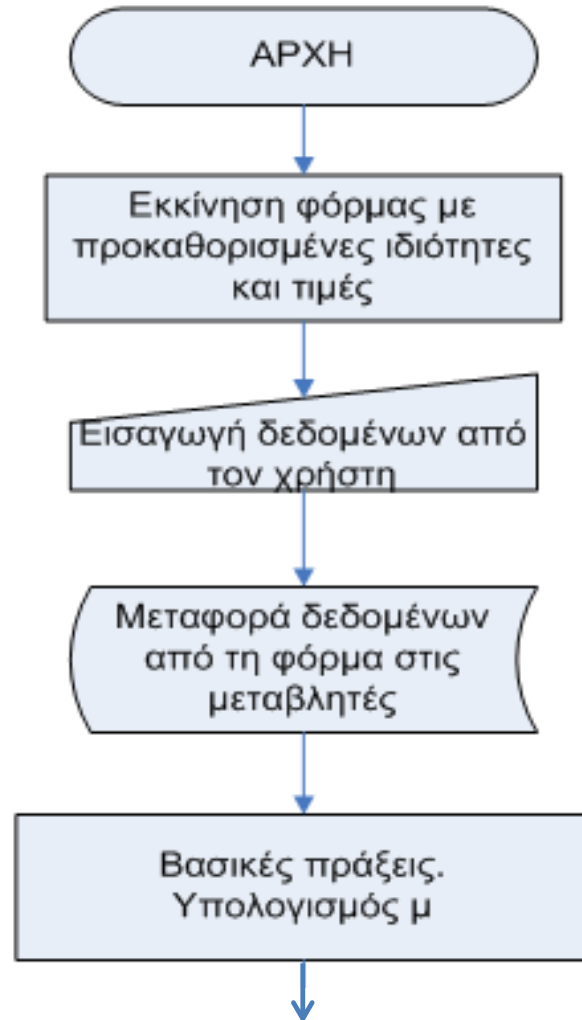 ΑΡΧΗ
Εκκίνηση φόρμας με
προκαθορισμένες ιδιότητες
και τιμές
Εισαγωγή δεδομένων από
τον χρήστη
Μεταφορά δεδομένων
από τη φόρμα στις
μεταβλητές
Βασικές πράξεις.
Υπολογισμός μ